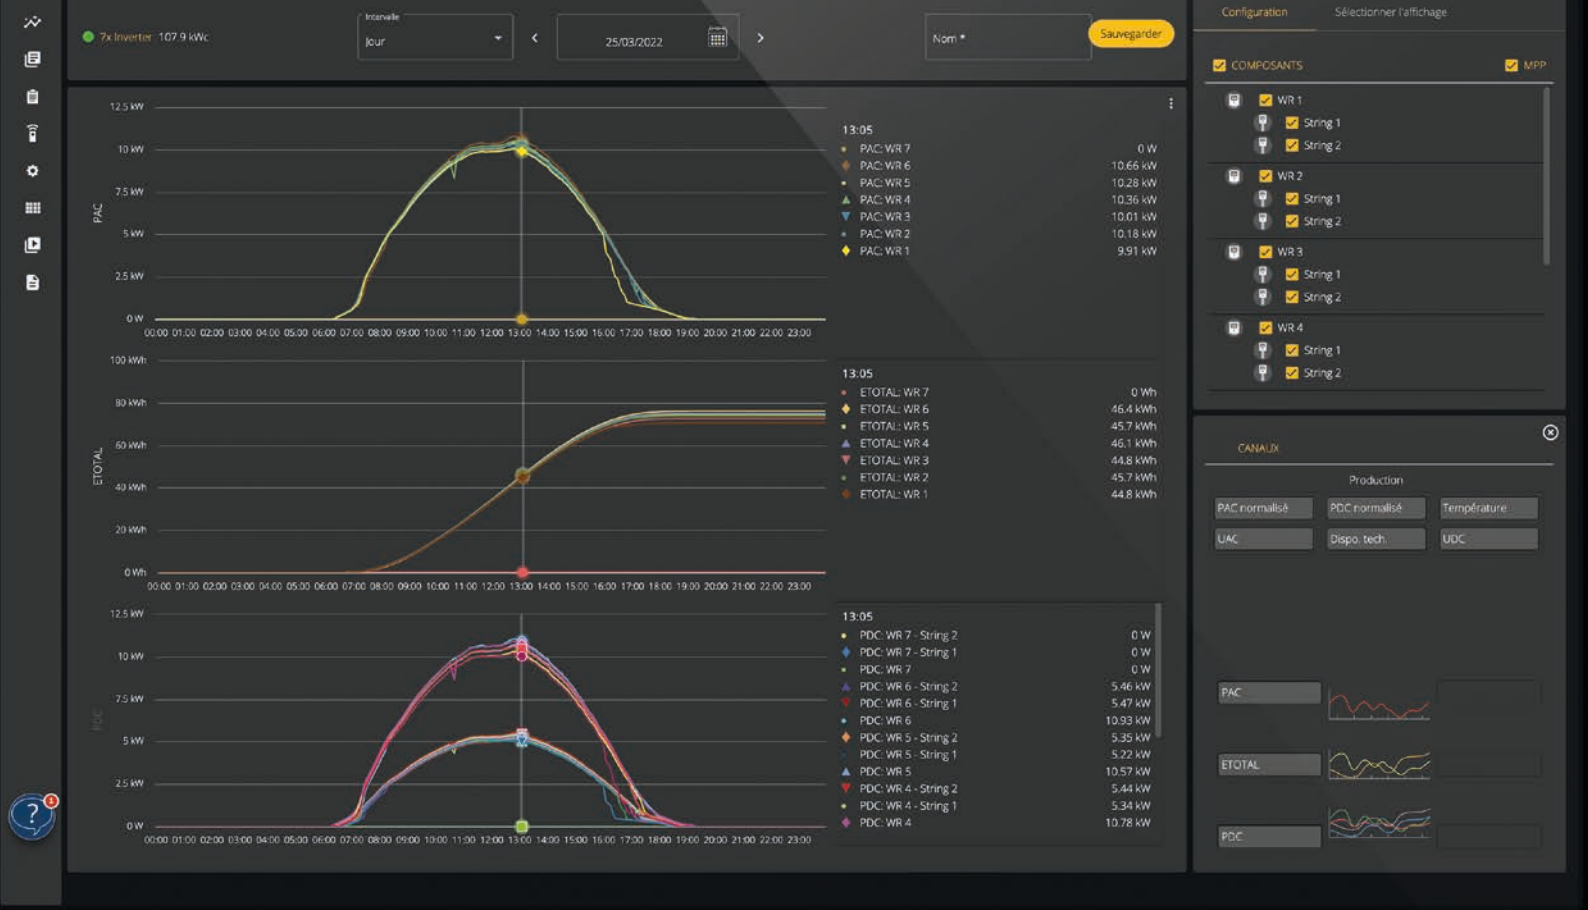 7x Inverter 107.9 kWc
Intervalle
Jour
25/03/2022
Nom *
Sauvegarder
Configuration
Sélectionner l'affichage
COMPOSANTS
MPP
WR 1
String 1
String 2
WR 2
String 1
String 2
WR 3
String 1
String 2
WR 4
String 1
String 2
PAC
12.5 kW
10 kW
7.5 kW
5 kW
2.5 kW
0 W
00:00 01:00 02:00 03:00 04:00 05:00 06:00 07:00 08:00 09:00 10:00 11:00 12:00 13:00 14:00 15:00 16:00 17:00 18:00 19:00 20:00 21:00 22:00 23:00
13:05
PAC: WR 7 0 W
PAC: WR 6 10.66 kW
PAC: WR 5 10.28 kW
PAC: WR 4 10.36 kW
PAC: WR 3 10.01 kW
PAC: WR 2 10.18 kW
PAC: WR 1 9.91 kW
ETOTAL
100 kWh
80 kWh
60 kWh
40 kWh
20 kWh
0 Wh
00:00 01:00 02:00 03:00 04:00 05:00 06:00 07:00 08:00 09:00 10:00 11:00 12:00 13:00 14:00 15:00 16:00 17:00 18:00 19:00 20:00 21:00 22:00 23:00
13:05
ETOTAL: WR 7 0 Wh
ETOTAL: WR 6 46.4 kWh
ETOTAL: WR 5 45.7 kWh
ETOTAL: WR 4 46.1 kWh
ETOTAL: WR 3 44.8 kWh
ETOTAL: WR 2 45.7 kWh
ETOTAL: WR 1 44.8 kWh
PDC
12.5 kW
10 kW
7.5 kW
5 kW
2.5 kW
0 W
00:00 01:00 02:00 03:00 04:00 05:00 06:00 07:00 08:00 09:00 10:00 11:00 12:00 13:00 14:00 15:00 16:00 17:00 18:00 19:00 20:00 21:00 22:00 23:00
13:05
PDC: WR 7 - String 2 0 W
PDC: WR 7 - String 1 0 W
PDC: WR 7 0 W
PDC: WR 6 - String 2 5.46 kW
PDC: WR 6 - String 1 5.47 kW
PDC: WR 6 10.93 kW
PDC: WR 5 - String 2 5.35 kW
PDC: WR 5 - String 1 5.22 kW
PDC: WR 5 10.57 kW
PDC: WR 4 - String 2 5.44 kW
PDC: WR 4 - String 1 5.34 kW
PDC: WR 4 10.78 kW
CANAUX
Production
PAC normalisé
PDC normalisé
Température
UAC
Dispo. tech.
UDC
PAC
ETOTAL
PDC
?
1